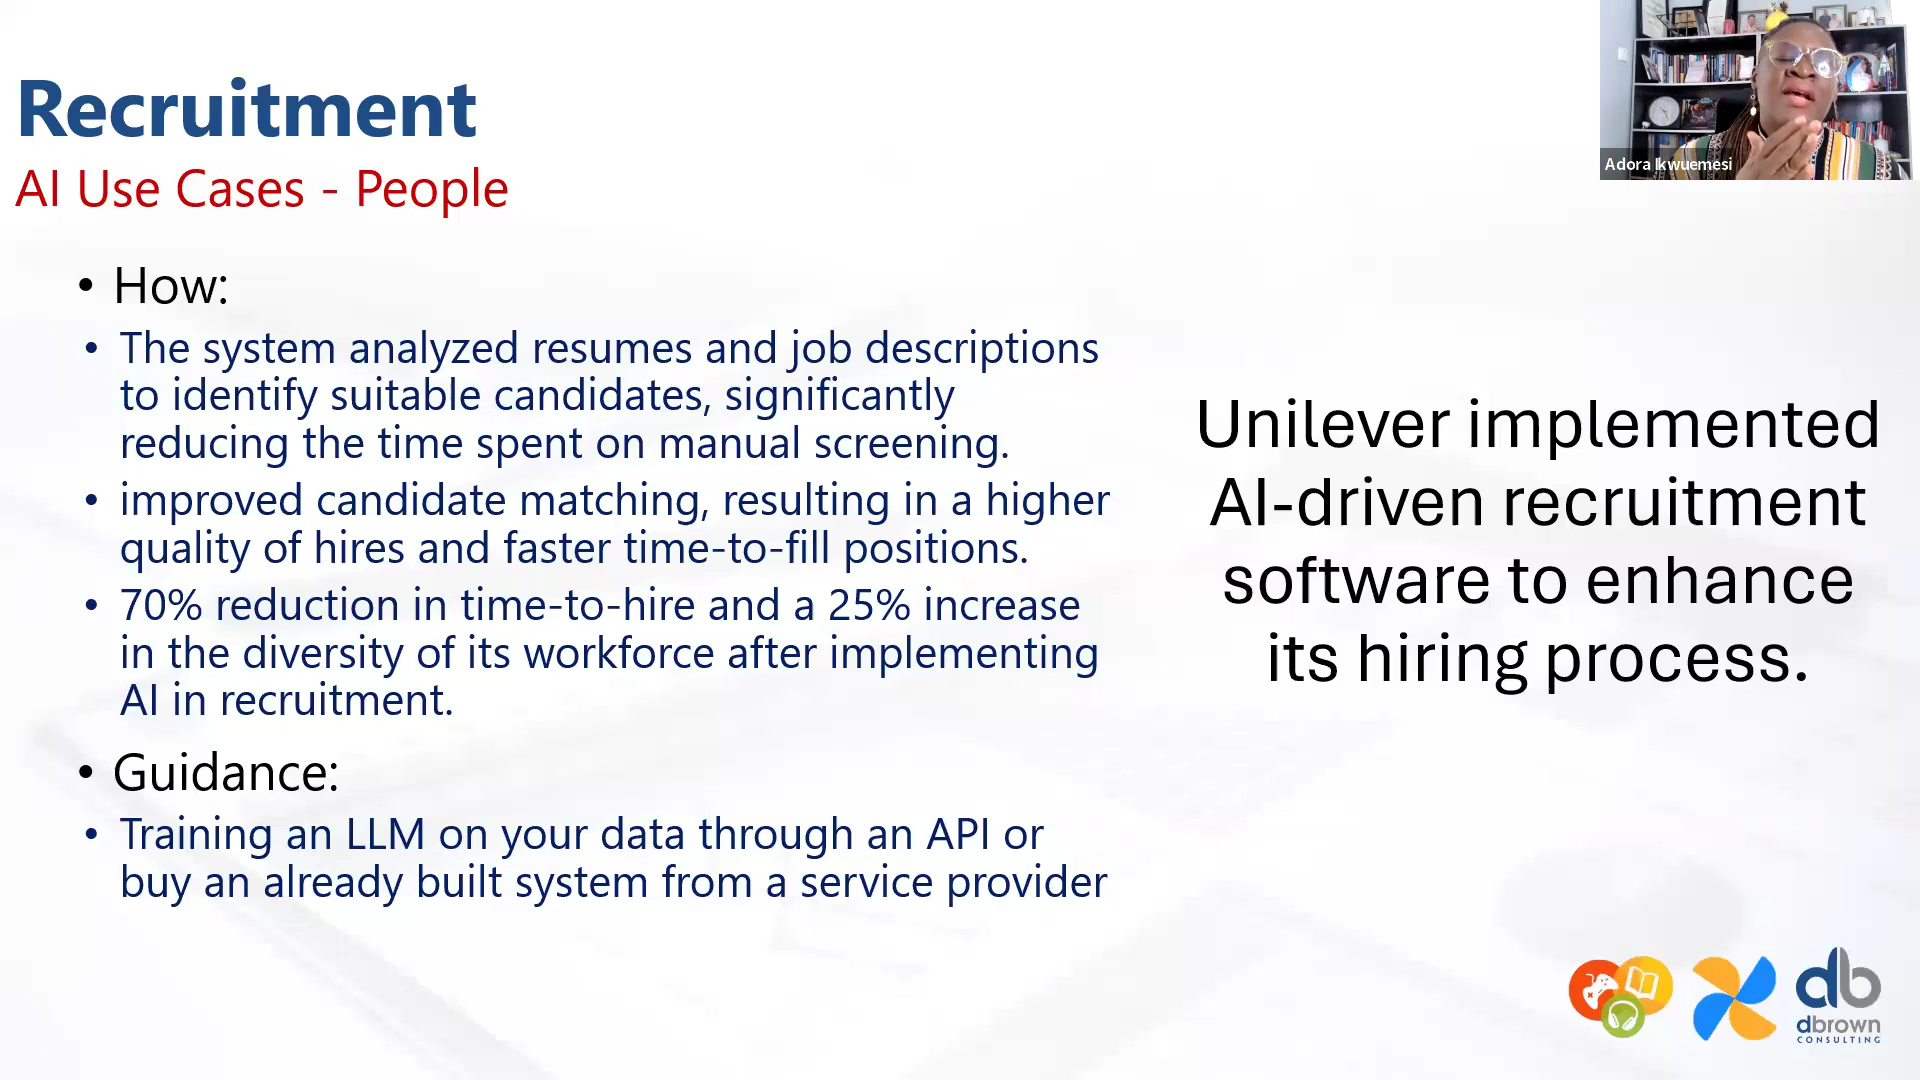 Recruitment
AI Use Cases - People
Adora Ikwuemesi
• How:
• The system analyzed resumes and job descriptions
to identify suitable candidates, significantly
reducing the time spent on manual screening.
• improved candidate matching, resulting in a higher
quality of hires and faster time-to-fill positions.
• 70% reduction in time-to-hire and a 25% increase
in the diversity of its workforce after implementing
AI in recruitment.
• Guidance:
• Training an LLM on your data through an API or
buy an already built system from a service provider
Unilever implemented
AI-driven recruitment
software to enhance
its hiring process.
db
dbrown
CONSULTING